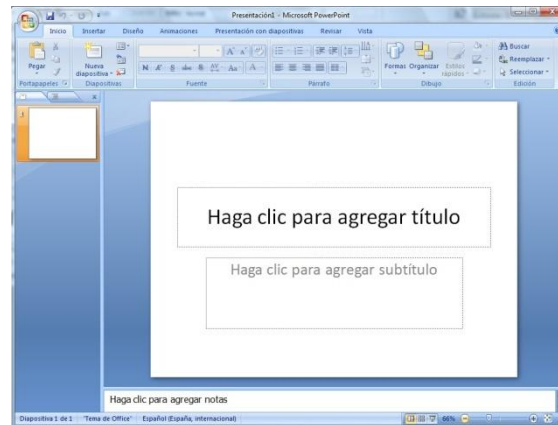 Presentación1 - Microsoft PowerPoint
Inicio Insertar Diseño Animaciones Presentación con diapositivas Revisar Vista
Pegar
Nueva diapositiva
Formas Organizar Estilos rápidos
Buscar
Reemplazar
Seleccionar
Portapapeles Diapositivas Fuente Párrafo Dibujo Edición
1
Haga clic para agregar título
Haga clic para agregar subtítulo
Haga clic para agregar notas
Diapositiva 1 de 1 "Tema de Office" Español (España, internacional) 66%